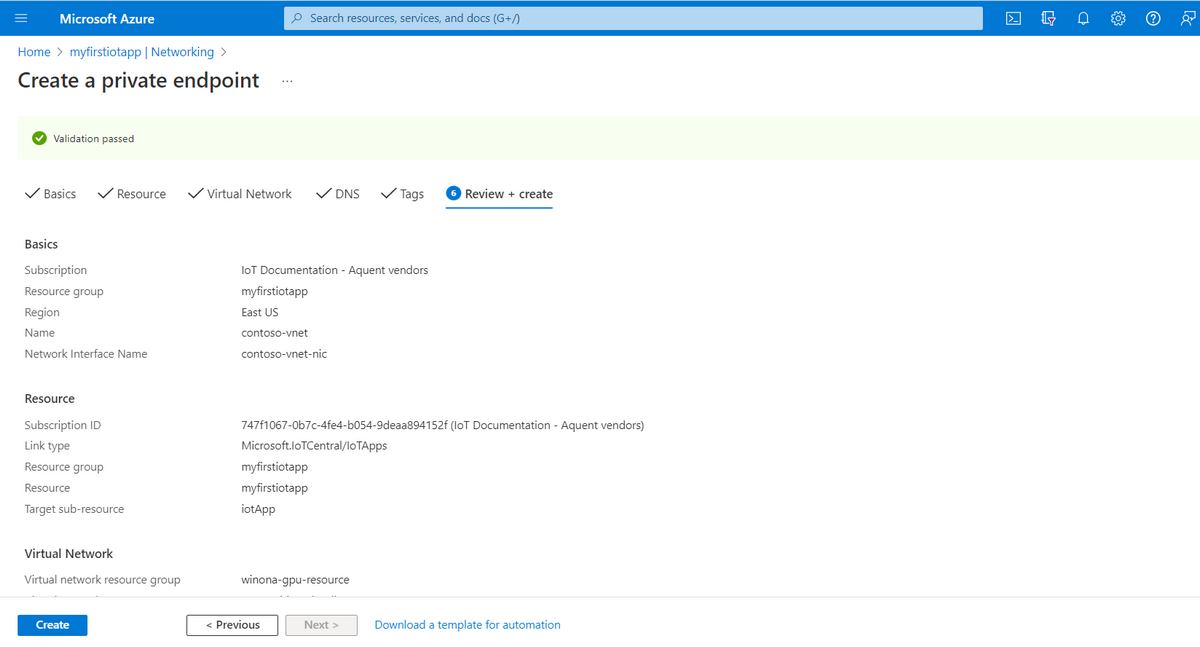 Microsoft Azure
Search resources, services, and docs (G+/)
Home > myfirstiotapp | Networking >
Create a private endpoint ...
Validation passed
Basics Resource Virtual Network DNS Tags 6 Review + create
Basics
Subscription IoT Documentation - Aquent vendors
Resource group myfirstiotapp
Region East US
Name contoso-vnet
Network Interface Name contoso-vnet-nic
Resource
Subscription ID 747f1067-0b7c-4fe4-b054-9deaa894152f (IoT Documentation - Aquent vendors)
Link type Microsoft.IoTCentral/IoTApps
Resource group myfirstiotapp
Resource myfirstiotapp
Target sub-resource iotApp
Virtual Network
Virtual network resource group winona-gpu-resource
Create < Previous Next > Download a template for automation